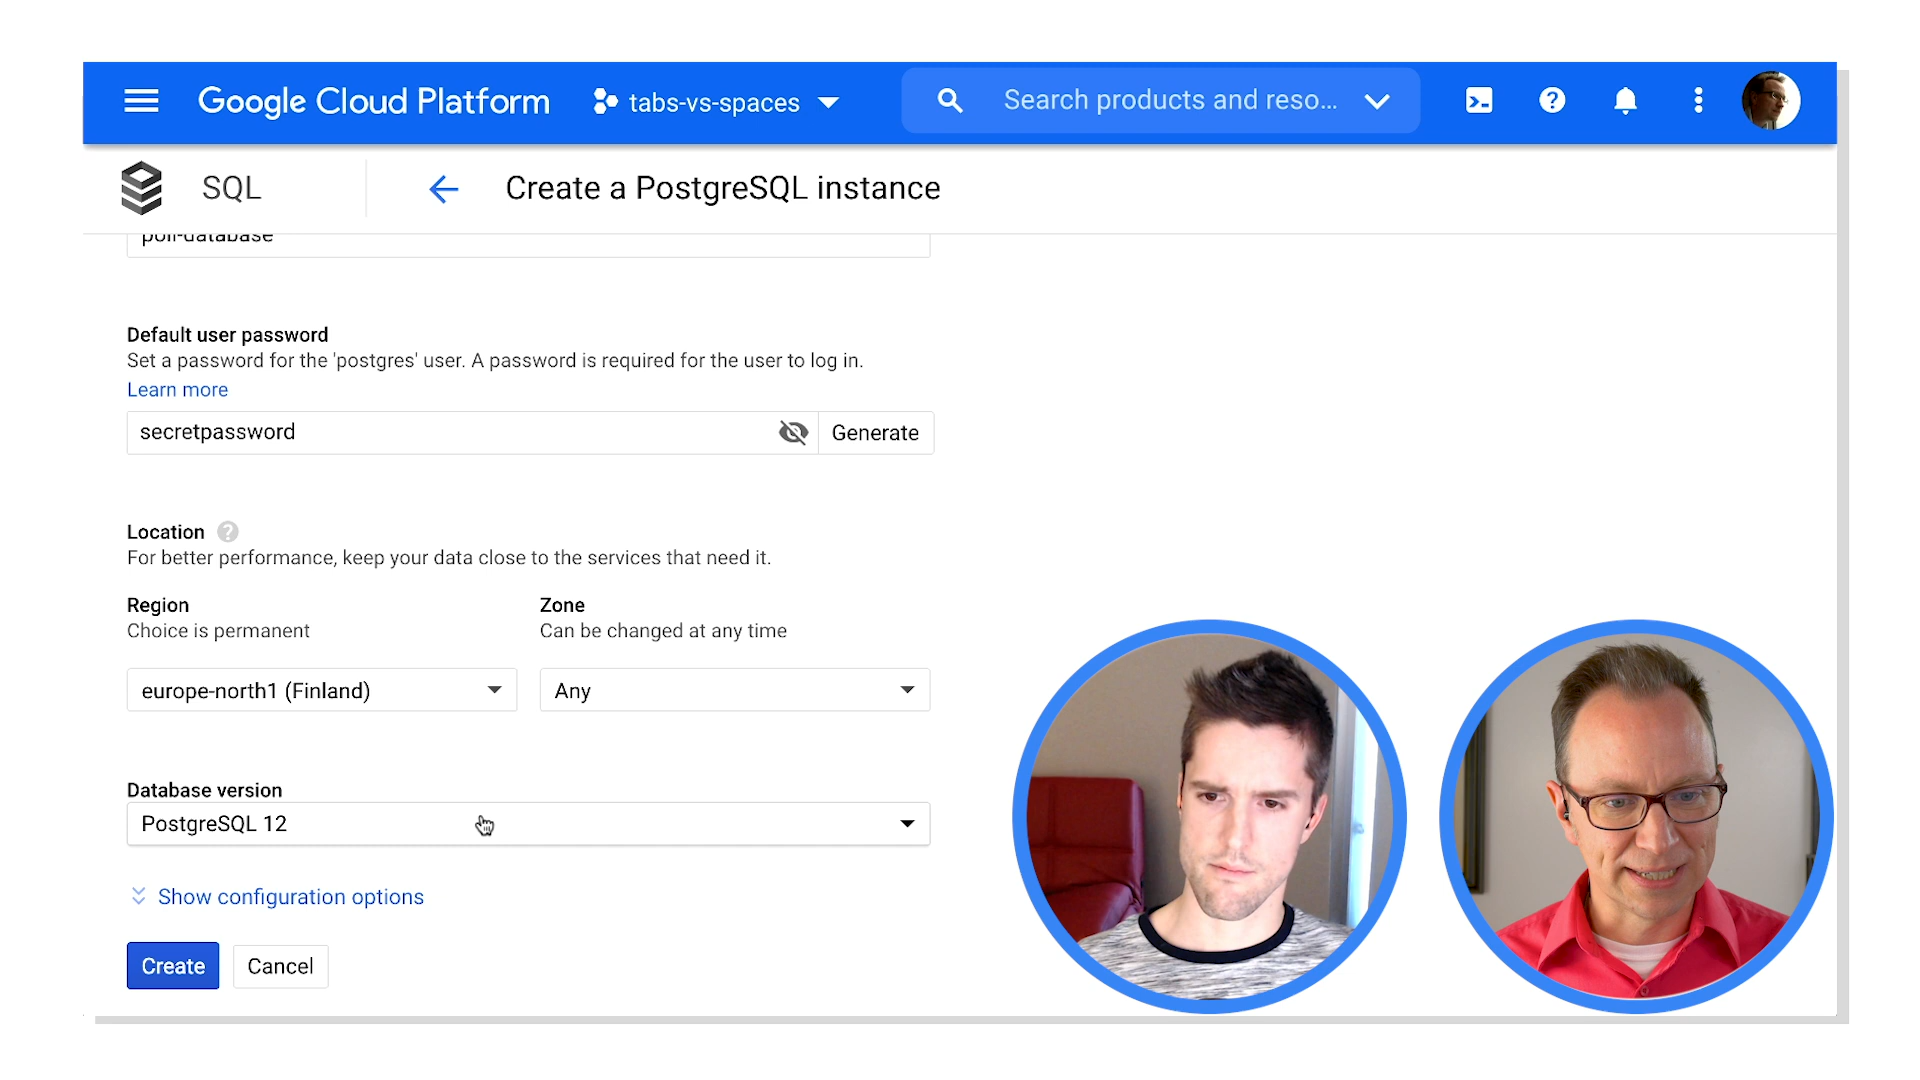 Google Cloud Platform
tabs-vs-spaces
Search products and reso...
SQL
Create a PostgreSQL instance
poll-database
Default user password
Set a password for the 'postgres' user. A password is required for the user to log in.
Learn more
secretpassword
Generate
Location
For better performance, keep your data close to the services that need it.
Region
Zone
Choice is permanent
Can be changed at any time
europe-north1 (Finland)
Any
Database version
PostgreSQL 12
Show configuration options
Create
Cancel